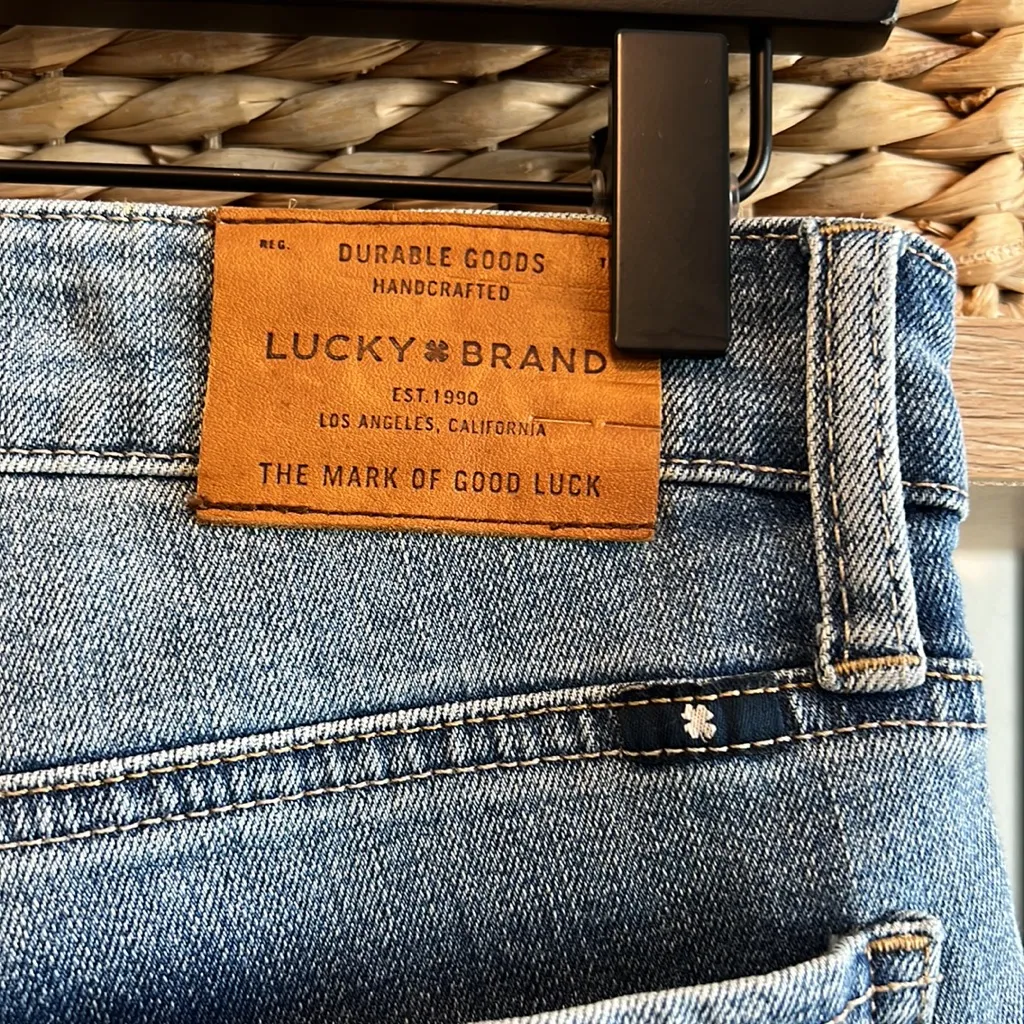 REG.
DURABLE GOODS
HANDCRAFTED
LUCKY BRAND
EST. 1990
LOS ANGELES, CALIFORNIA
THE MARK OF GOOD LUCK